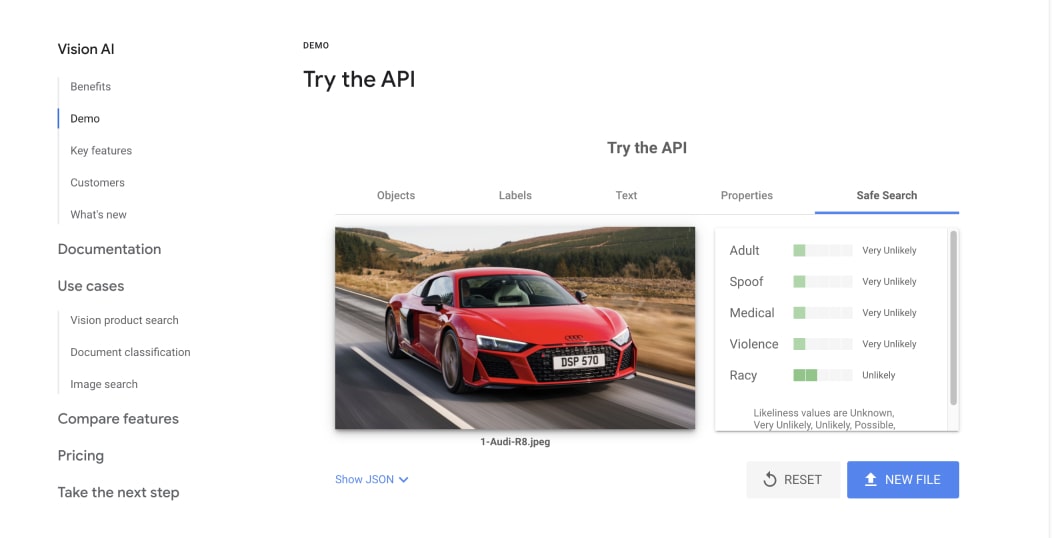 Vision AI
Benefits
Demo
Key features
Customers
What's new
Documentation
Use cases
Vision product search
Document classification
Image search
Compare features
Pricing
Take the next step
DEMO
Try the API
Try the API
Objects
Labels
Text
Properties
Safe Search
DSP 570
1-Audi-R8.jpeg
Adult Very Unlikely
Spoof Very Unlikely
Medical Very Unlikely
Violence Very Unlikely
Racy Unlikely
Likeliness values are Unknown,
Very Unlikely, Unlikely, Possible,
Show JSON
RESET
NEW FILE